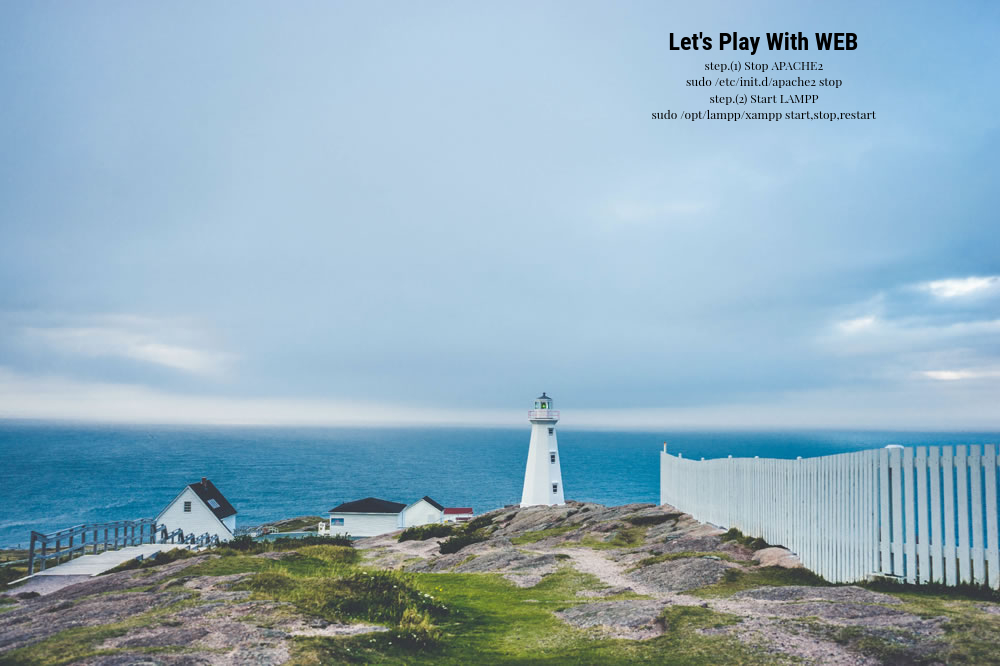 Let's Play With WEB
step.(1) Stop APACHE2
sudo /etc/init.d/apache2 stop
step.(2) Start LAMPP
sudo /opt/lampp/xampp start,stop,restart